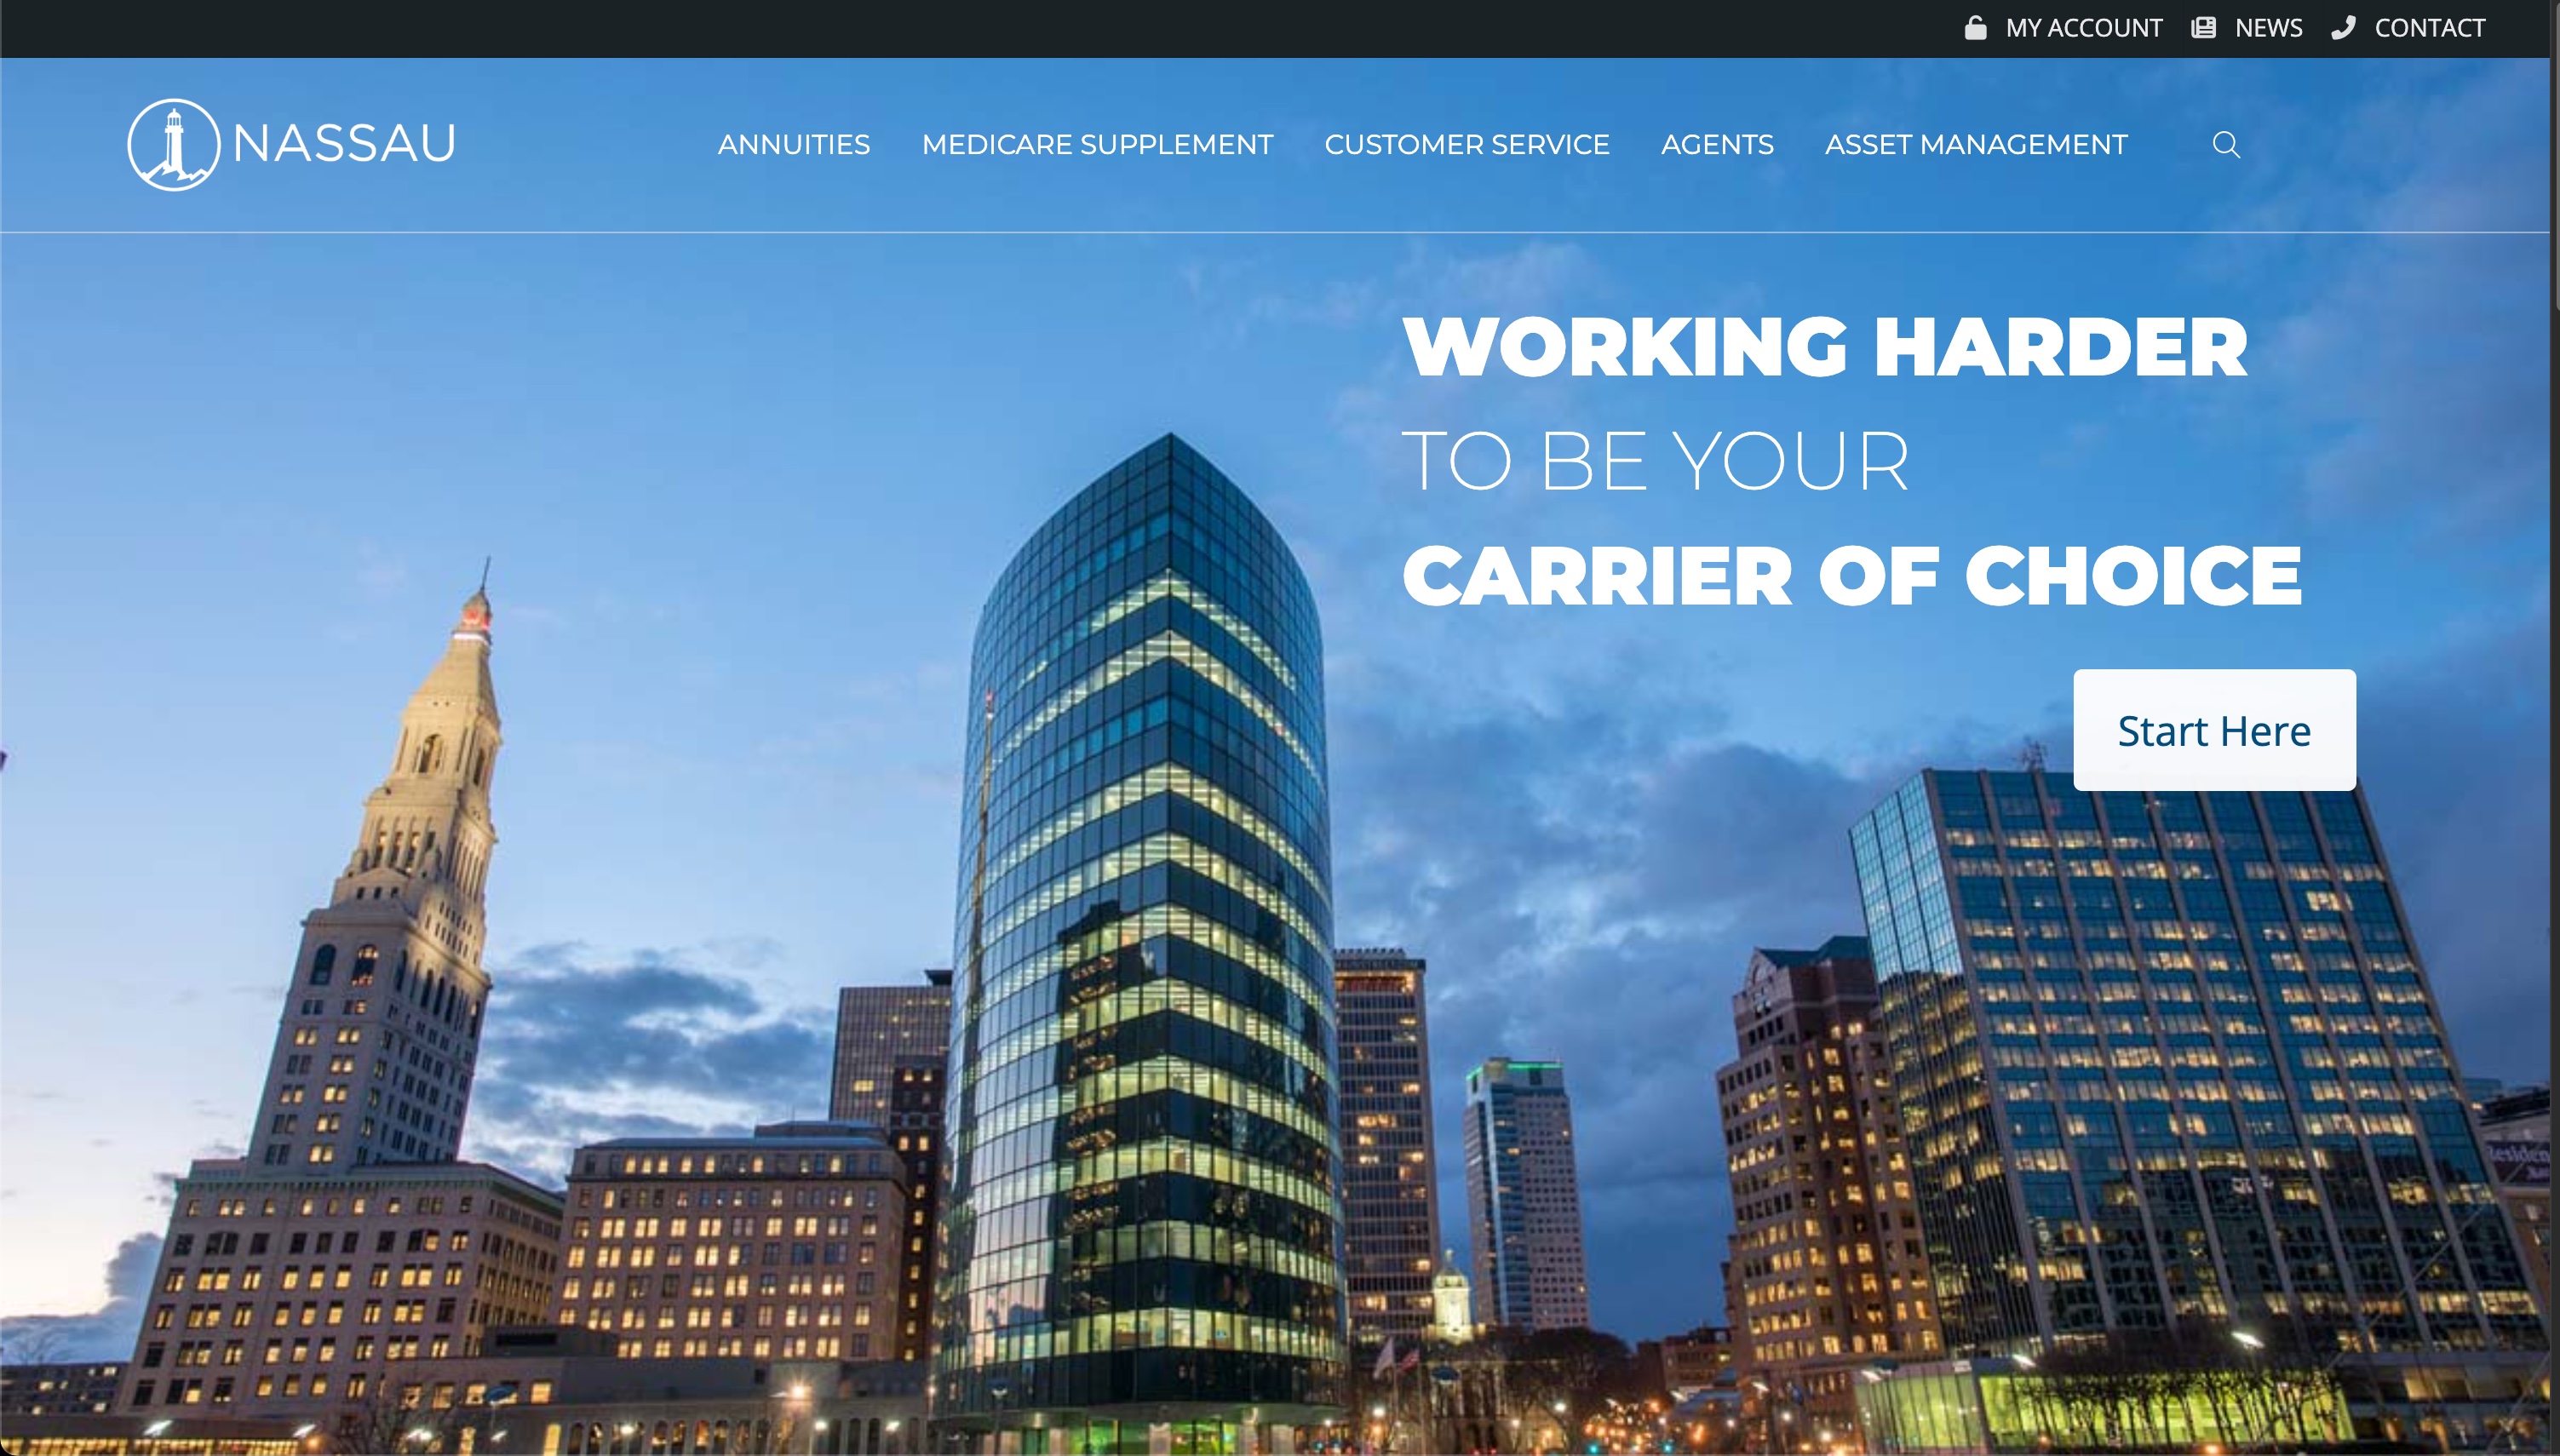 MY ACCOUNT NEWS CONTACT
NASSAU
ANNUITIES MEDICARE SUPPLEMENT CUSTOMER SERVICE AGENTS ASSET MANAGEMENT
WORKING HARDER
TO BE YOUR
CARRIER OF CHOICE
Start Here